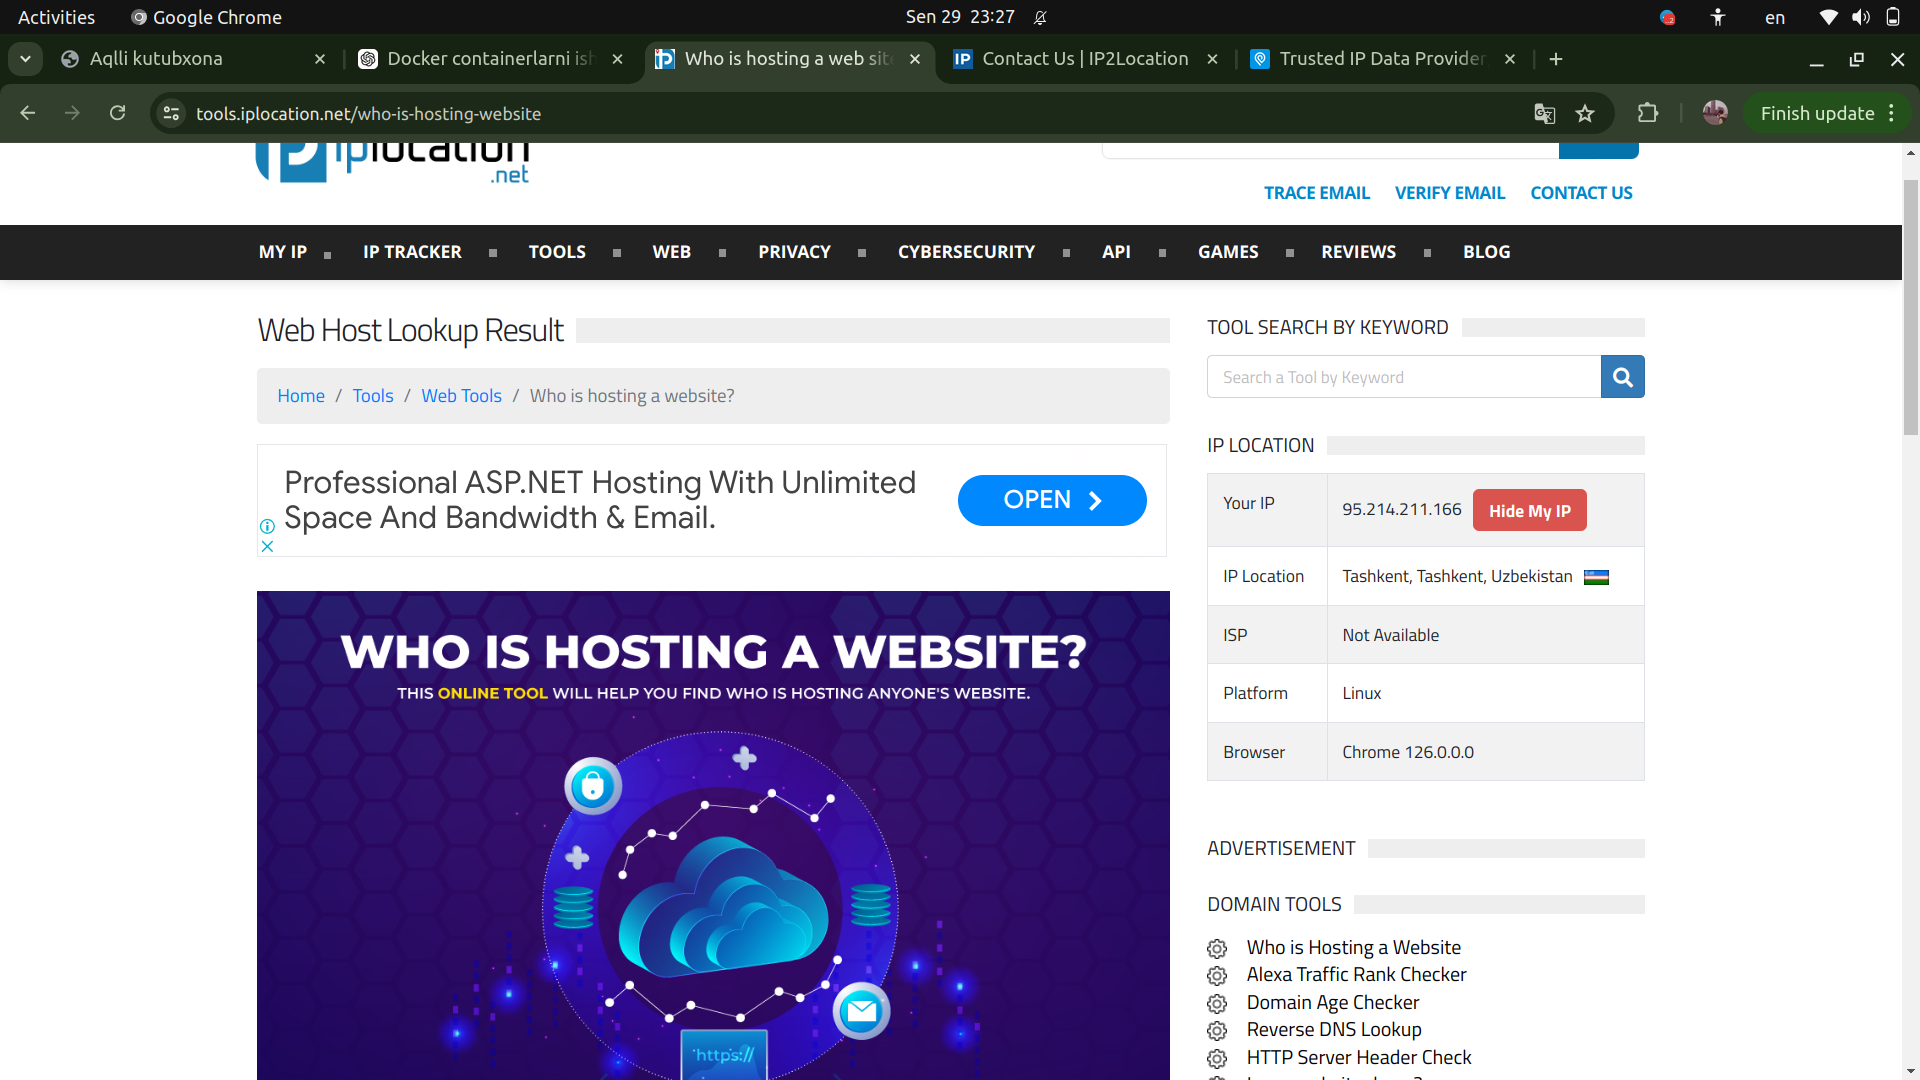 Activities
Google Chrome
Sen 29 23:27
en
Aqlli kutubxona
Docker containerlarni ish
Who is hosting a web site
Contact Us | IP2Location
Trusted IP Data Provider,
tools.iplocation.net/who-is-hosting-website
Finish update
iplocation
.net
TRACE EMAIL VERIFY EMAIL CONTACT US
MY IP IP TRACKER TOOLS WEB PRIVACY CYBERSECURITY API GAMES REVIEWS BLOG
Web Host Lookup Result
Home / Tools / Web Tools / Who is hosting a website?
Professional ASP.NET Hosting With Unlimited
Space And Bandwidth & Email.
OPEN
WHO IS HOSTING A WEBSITE?
THIS ONLINE TOOL WILL HELP YOU FIND WHO IS HOSTING ANYONE'S WEBSITE.
https://
TOOL SEARCH BY KEYWORD
Search a Tool by Keyword
IP LOCATION
Your IP 95.214.211.166 Hide My IP
IP Location Tashkent, Tashkent, Uzbekistan
ISP Not Available
Platform Linux
Browser Chrome 126.0.0.0
ADVERTISEMENT
DOMAIN TOOLS
Who is Hosting a Website
Alexa Traffic Rank Checker
Domain Age Checker
Reverse DNS Lookup
HTTP Server Header Check